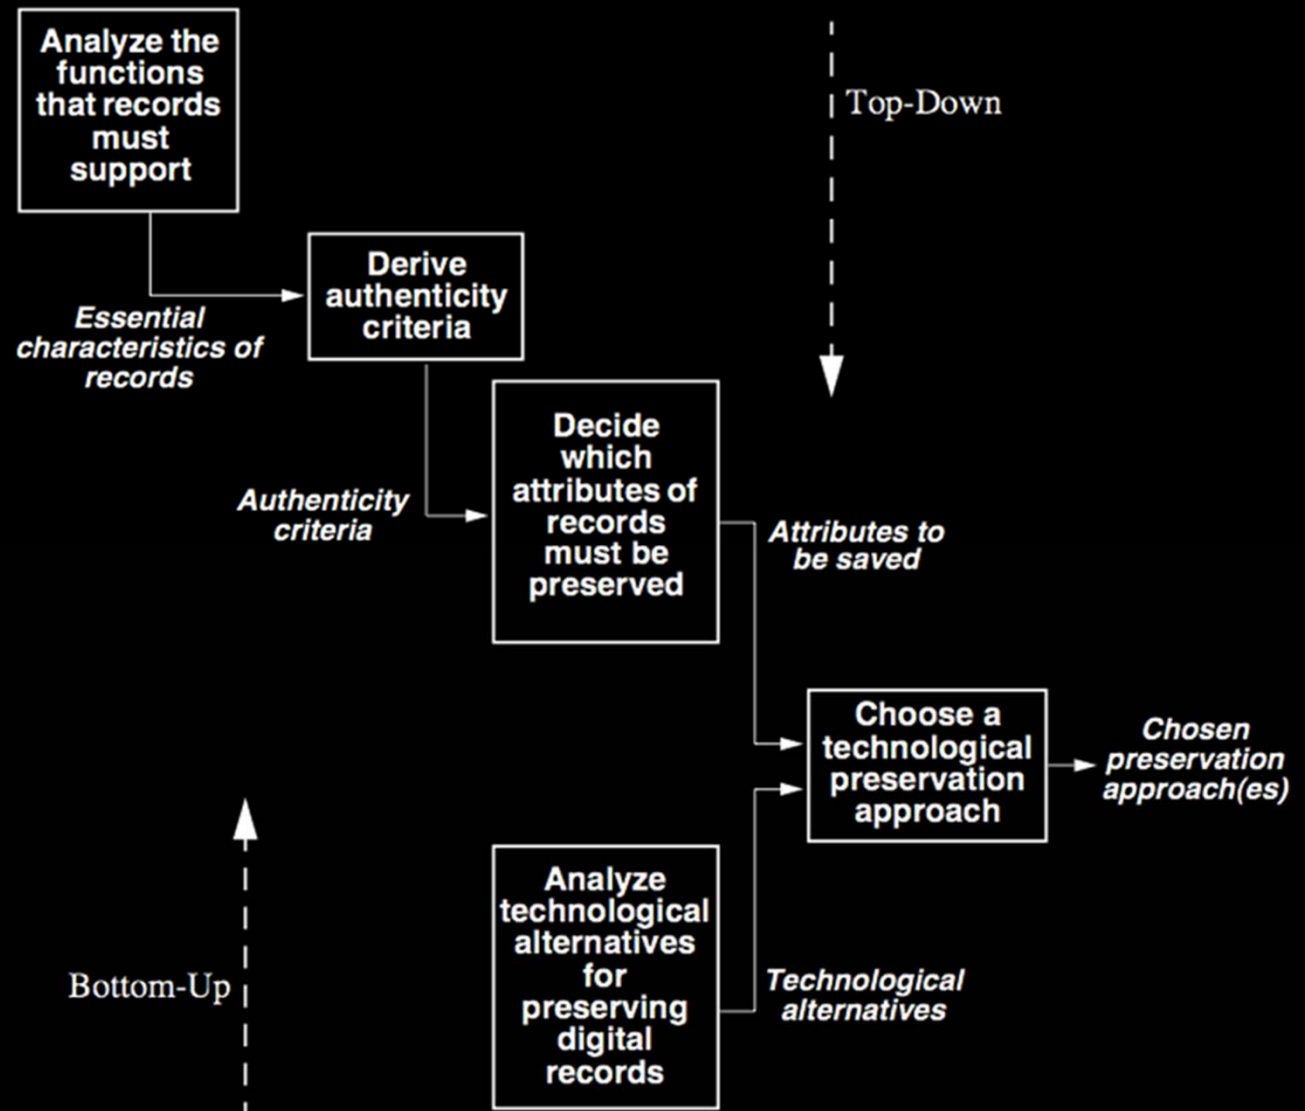 Analyze the
functions
that records
must
support
Top-Down
Derive
authenticity
criteria
Essential
characteristics of
records
Decide
which
attributes of
records
must be
preserved
Authenticity
criteria
Attributes to
be saved
Choose a
technological
preservation
approach
Chosen
preservation
approach(es)
Analyze
technological
alternatives
for
preserving
digital
records
Bottom-Up
Technological
alternatives